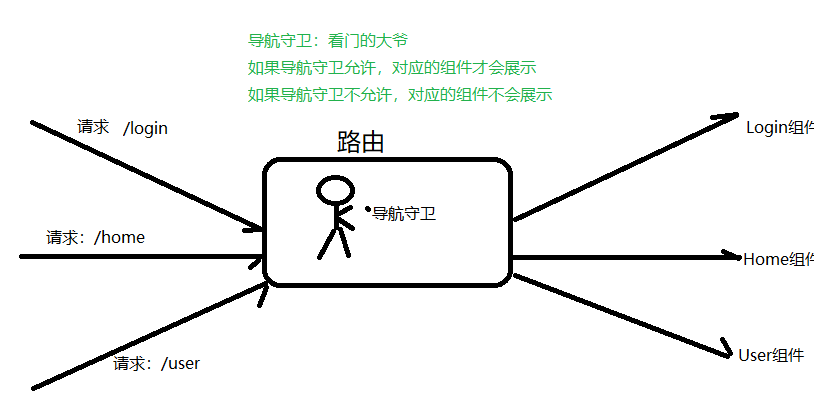 导航守卫：看门的大爷
如果导航守卫允许，对应的组件才会展示
如果导航守卫不允许，对应的组件不会展示
请求 /login
路由
Login组件
导航守卫
请求：/home
Home组件
请求：/user
User组件